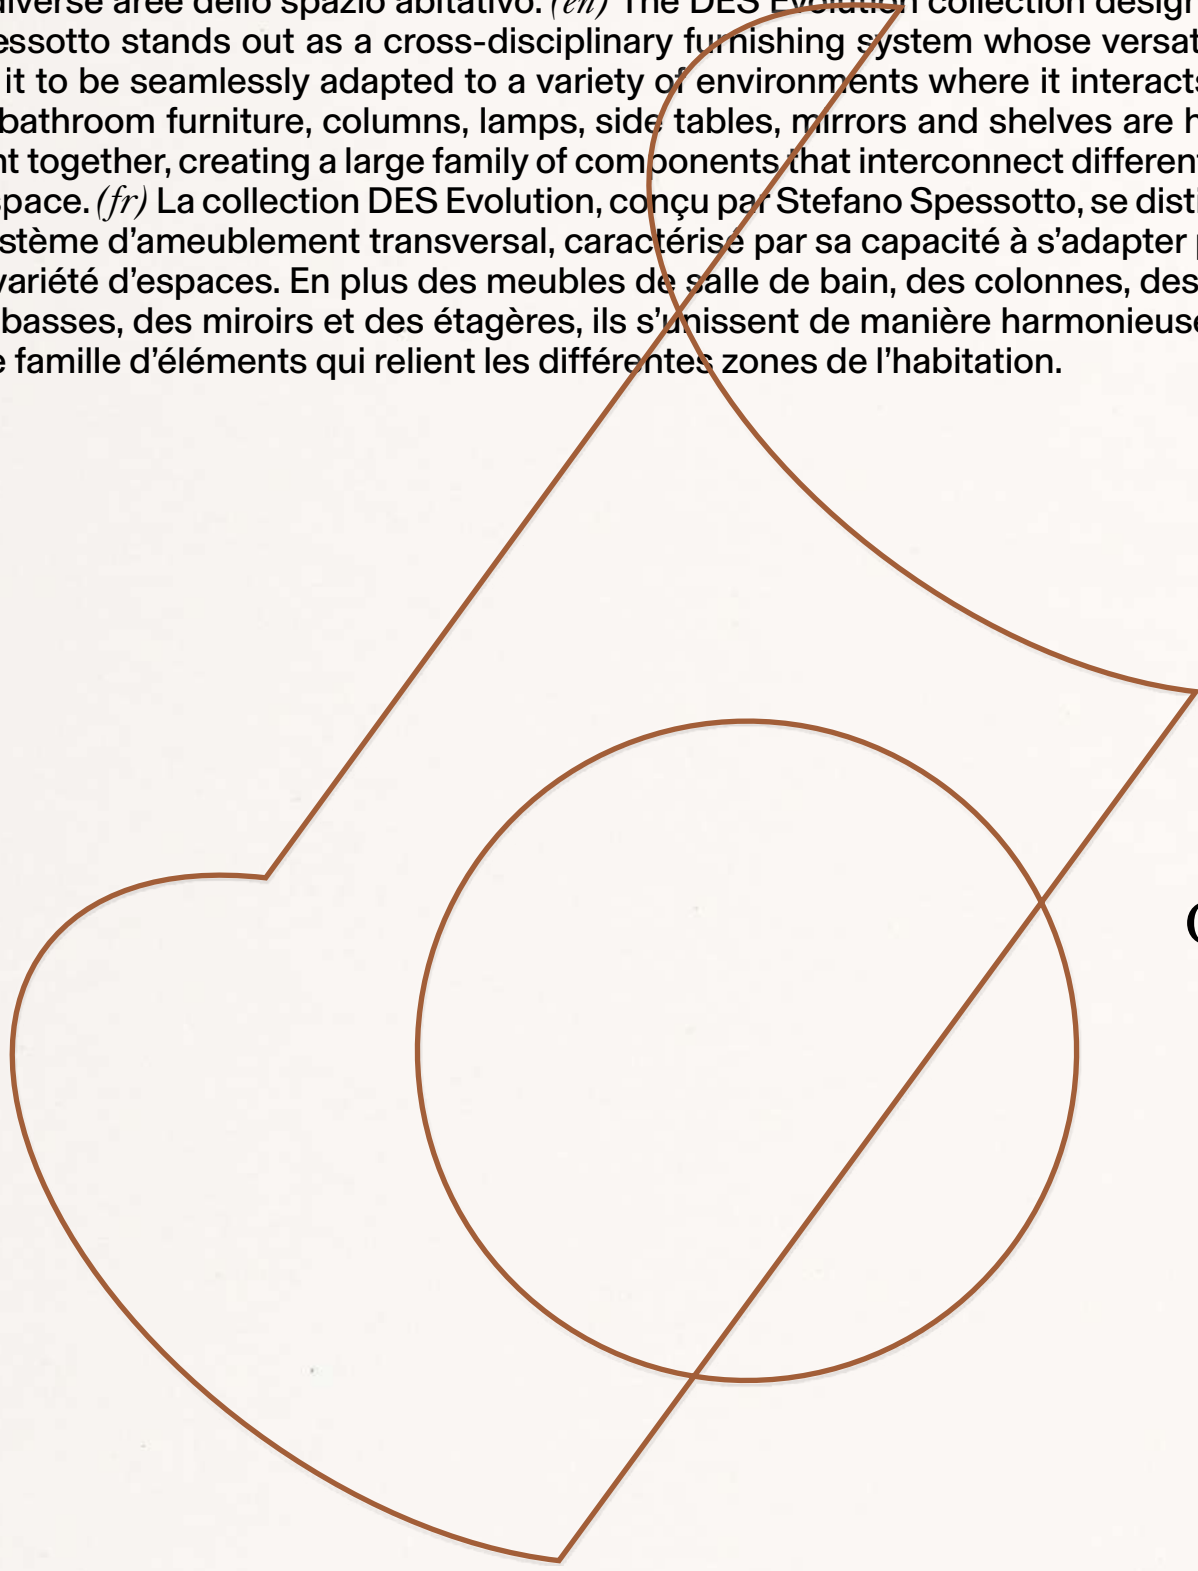 diverse aree dello spazio abitativo. (en) The DES Evolution collection design
essotto stands out as a cross-disciplinary furnishing system whose versat
it to be seamlessly adapted to a variety of environments where it interacts
bathroom furniture, columns, lamps, side tables, mirrors and shelves are h
nt together, creating a large family of components that interconnect different
space. (fr) La collection DES Evolution, conçu par Stefano Spessotto, se disti
stème d’ameublement transversal, caractérisé par sa capacité à s’adapter p
variété d’espaces. En plus des meubles de salle de bain, des colonnes, des
basses, des miroirs et des étagères, ils s’unissent de manière harmonieuse
e famille d’éléments qui relient les différentes zones de l’habitation.